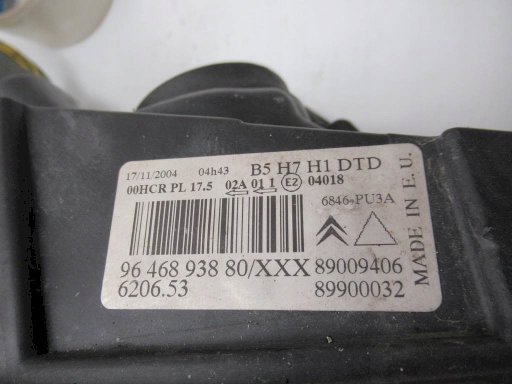 17/11/2004 04h43 B5 H7 H1 DTD
00HCR PL 17.5 02A 01 1 E2 04018
6846-PU3A
96 468 938 80/XXX 89009406
6206.53 89900032
MADE IN E.U.